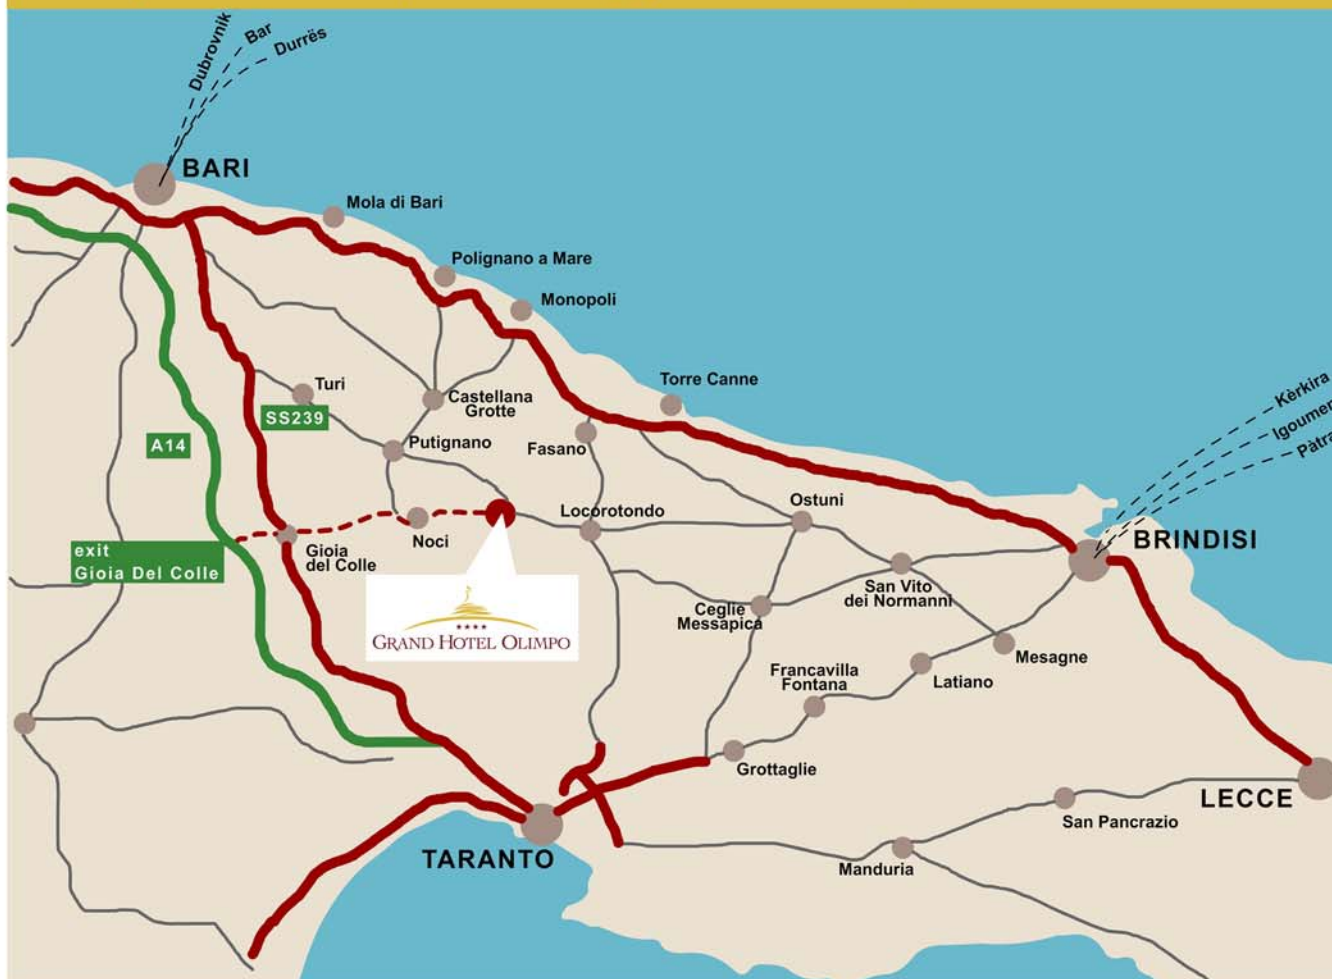 Dubrovnik
Bar
Durrës
BARI
Mola di Bari
Polignano a Mare
Monopoli
Torre Canne
Kèrkira
Turi
Castellana
Grotte
SS239
A14
Putignano
Fasano
Ostuni
Locorotondo
Noci
Gioia
del Colle
exit
Gioia Del Colle
BRINDISI
San Vito
dei Normanni
Ceglie
Messapica
GRAND HOTEL OLIMPO
Mesagne
Francavilla
Fontana
Latiano
Grottaglie
LECCE
San Pancrazio
TARANTO
Manduria